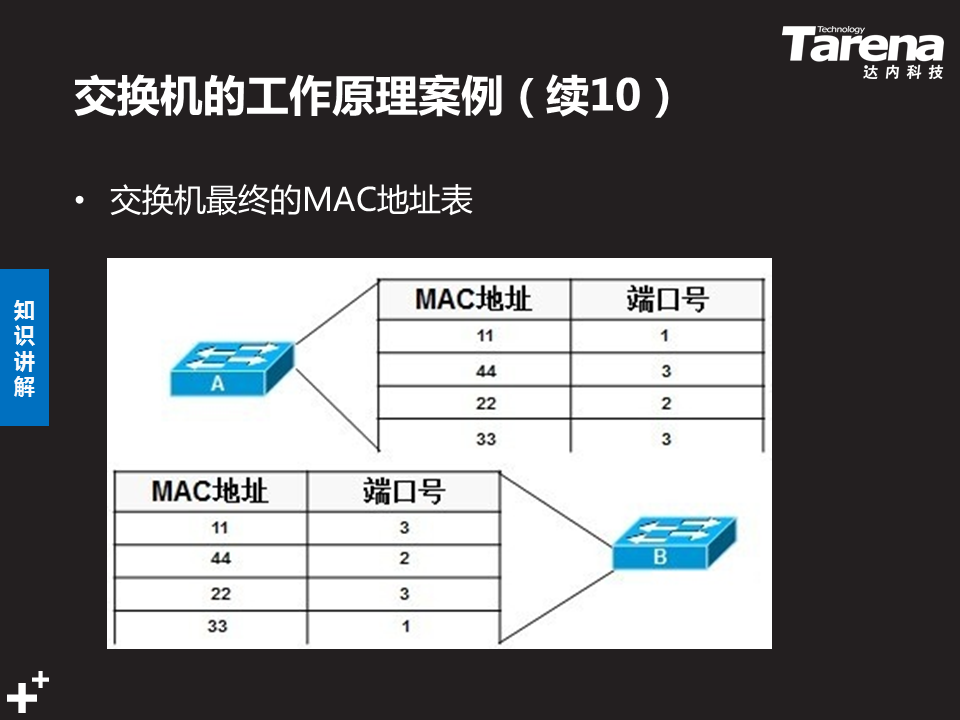 Technology
Tarena
达内科技
交换机的工作原理案例（续10）
• 交换机最终的MAC地址表
知
识
讲
解
A
MAC地址 端口号
11 1
44 3
22 2
33 3
MAC地址 端口号
11 3
44 2
22 3
33 1
B